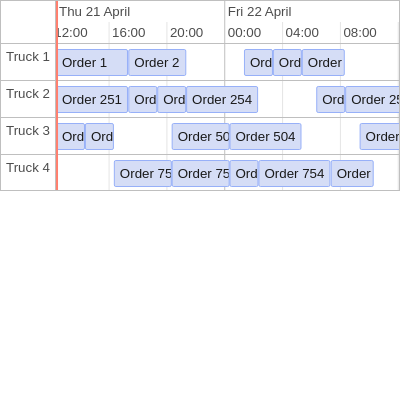 Thu 21 April Fri 22 April
12:00 16:00 20:00 00:00 04:00 08:00
Truck 1 Order 1 Order 2 Ord Ord Order
Truck 2 Order 251 Ord Ord Order 254 Ord Order 25
Truck 3 Ord Ord Order 50 Order 504 Order
Truck 4 Order 75 Order 75 Ord Order 754 Order